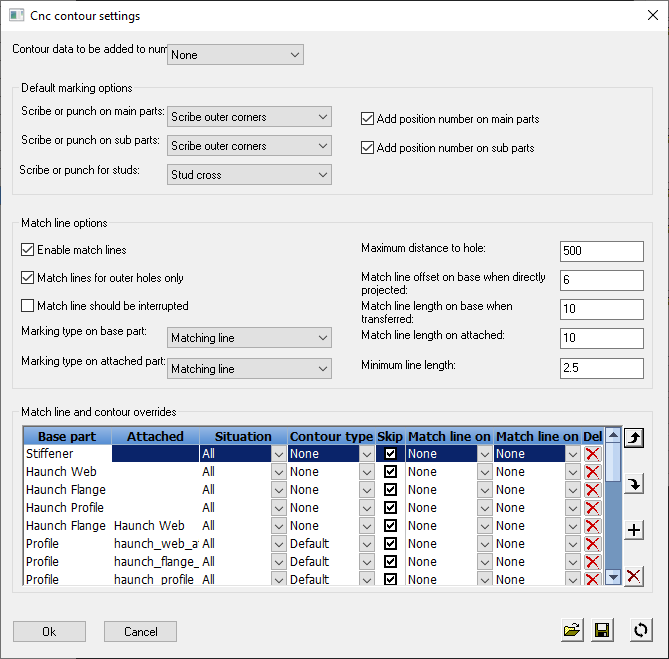 Cnc contour settings
Contour data to be added to num None
Default marking options
Scribe or punch on main parts: Scribe outer corners Add position number on main parts
Scribe or punch on sub parts: Scribe outer corners Add position number on sub parts
Scribe or punch for studs: Stud cross
Match line options
Enable match lines Maximum distance to hole: 500
Match lines for outer holes only Match line offset on base when directly projected: 6
Match line should be interrupted Match line length on base when transferred: 10
Marking type on base part: Matching line Match line length on attached: 10
Marking type on attached part: Matching line Minimum line length: 2.5
Match line and contour overrides
Base part Attached Situation Contour type Skip Match line on Match line on Del
Stiffener All None None None
Haunch Web All None None None
Haunch Flange All None None None
Haunch Profile All None None None
Haunch Flange Haunch Web All None None None
Profile haunch_web_a All Default None None
Profile haunch_flange_ All Default None None
Profile haunch_profile All Default None None
Ok Cancel